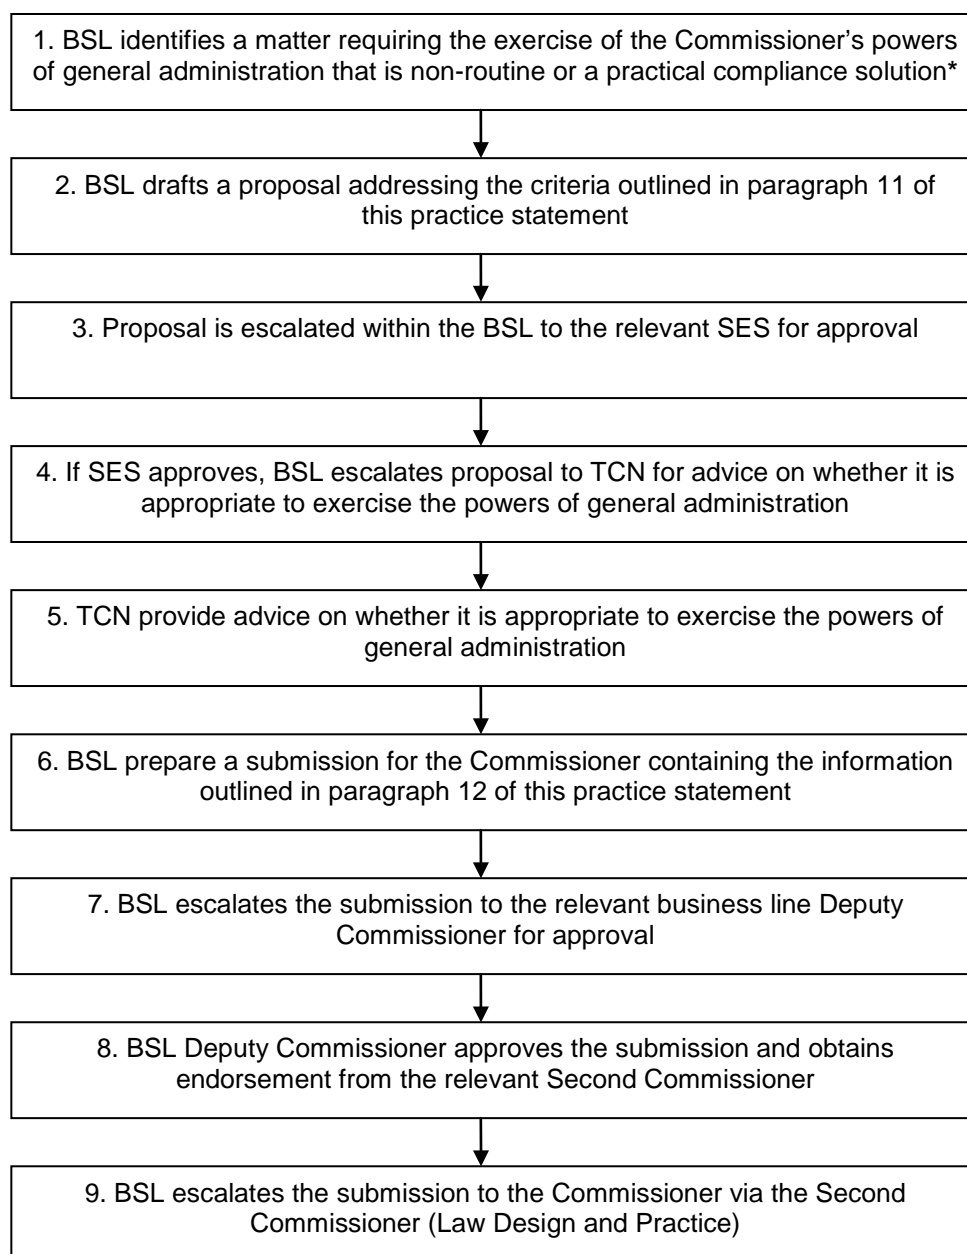 1. BSL identifies a matter requiring the exercise of the Commissioner’s powers
of general administration that is non-routine or a practical compliance solution*
2. BSL drafts a proposal addressing the criteria outlined in paragraph 11 of
this practice statement
3. Proposal is escalated within the BSL to the relevant SES for approval
4. If SES approves, BSL escalates proposal to TCN for advice on whether it is
appropriate to exercise the powers of general administration
5. TCN provide advice on whether it is appropriate to exercise the powers of
general administration
6. BSL prepare a submission for the Commissioner containing the information
outlined in paragraph 12 of this practice statement
7. BSL escalates the submission to the relevant business line Deputy
Commissioner for approval
8. BSL Deputy Commissioner approves the submission and obtains
endorsement from the relevant Second Commissioner
9. BSL escalates the submission to the Commissioner via the Second
Commissioner (Law Design and Practice)